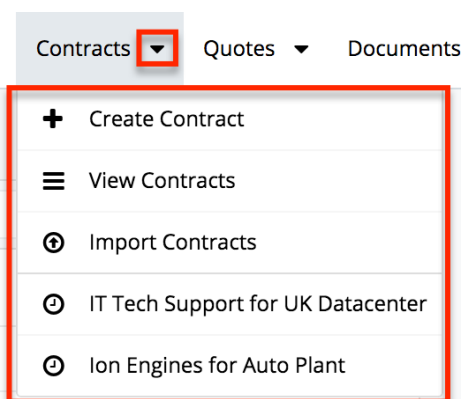 Contracts Quotes Documents
Create Contract
View Contracts
Import Contracts
IT Tech Support for UK Datacenter
Ion Engines for Auto Plant